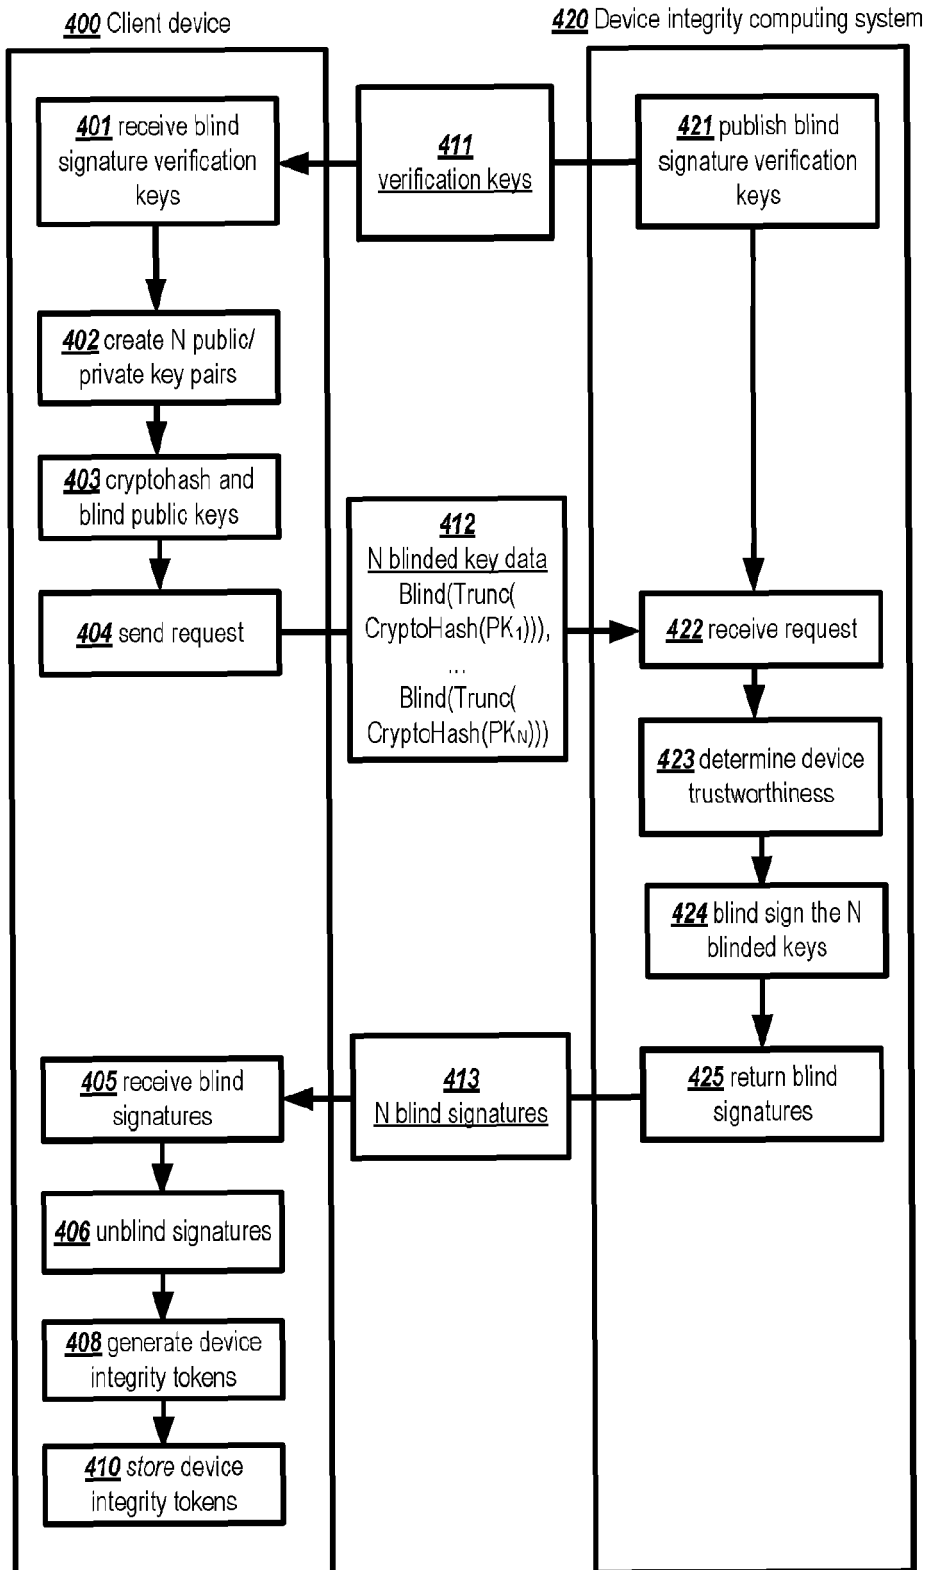 400 Client device
420 Device integrity computing system
401 receive blind
signature verification
keys
411
verification keys
421 publish blind
signature verification
keys
402 create N public/
private key pairs
403 cryptohash and
blind public keys
404 send request
412
N blinded key data
Blind(Trunc(
CryptoHash(PK₁))),
...
Blind(Trunc(
CryptoHash(PKN)))
422 receive request
423 determine device
trustworthiness
424 blind sign the N
blinded keys
425 return blind
signatures
413
N blind signatures
405 receive blind
signatures
406 unblind signatures
408 generate device
integrity tokens
410 store device
integrity tokens